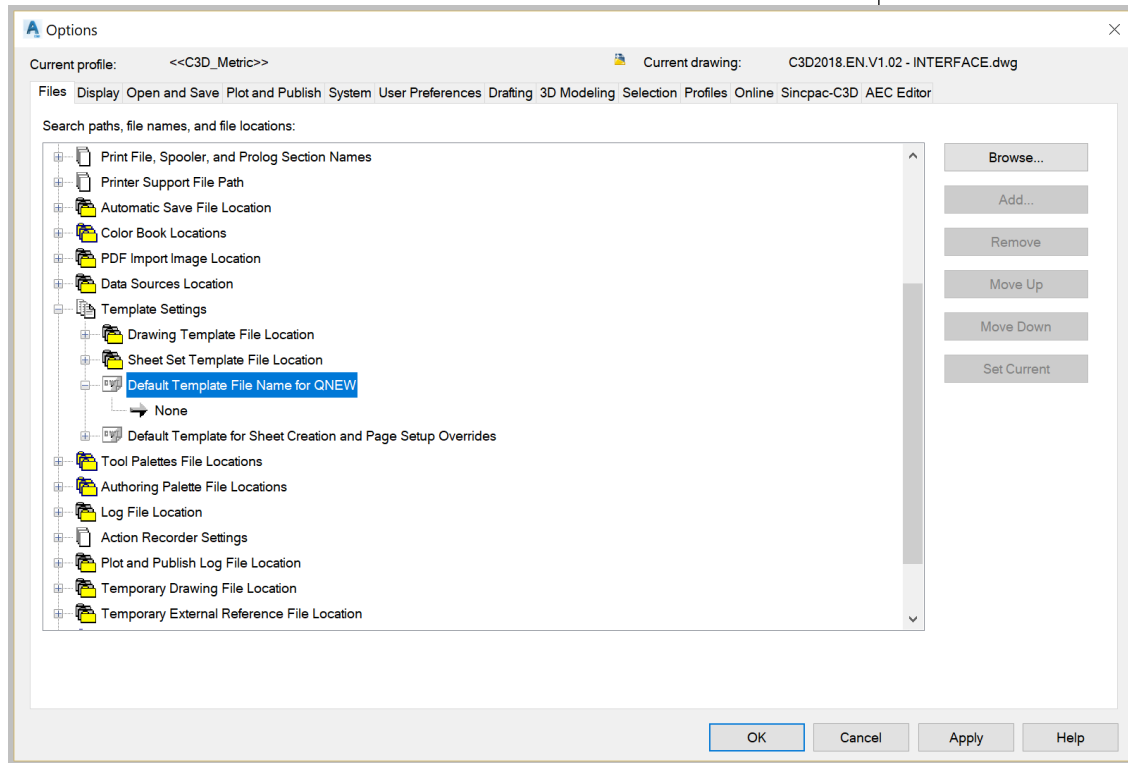 Options
Current profile: <<C3D_Metric>> Current drawing: C3D2018.EN.V1.02 - INTERFACE.dwg
Files Display Open and Save Plot and Publish System User Preferences Drafting 3D Modeling Selection Profiles Online Sincpac-C3D AEC Editor
Search paths, file names, and file locations:
Print File, Spooler, and Prolog Section Names
Printer Support File Path
Automatic Save File Location
Color Book Locations
PDF Import Image Location
Data Sources Location
Template Settings
Drawing Template File Location
Sheet Set Template File Location
Default Template File Name for QNEW
None
Default Template for Sheet Creation and Page Setup Overrides
Tool Palettes File Locations
Authoring Palette File Locations
Log File Location
Action Recorder Settings
Plot and Publish Log File Location
Temporary Drawing File Location
Temporary External Reference File Location
Browse...
Add...
Remove
Move Up
Move Down
Set Current
OK Cancel Apply Help